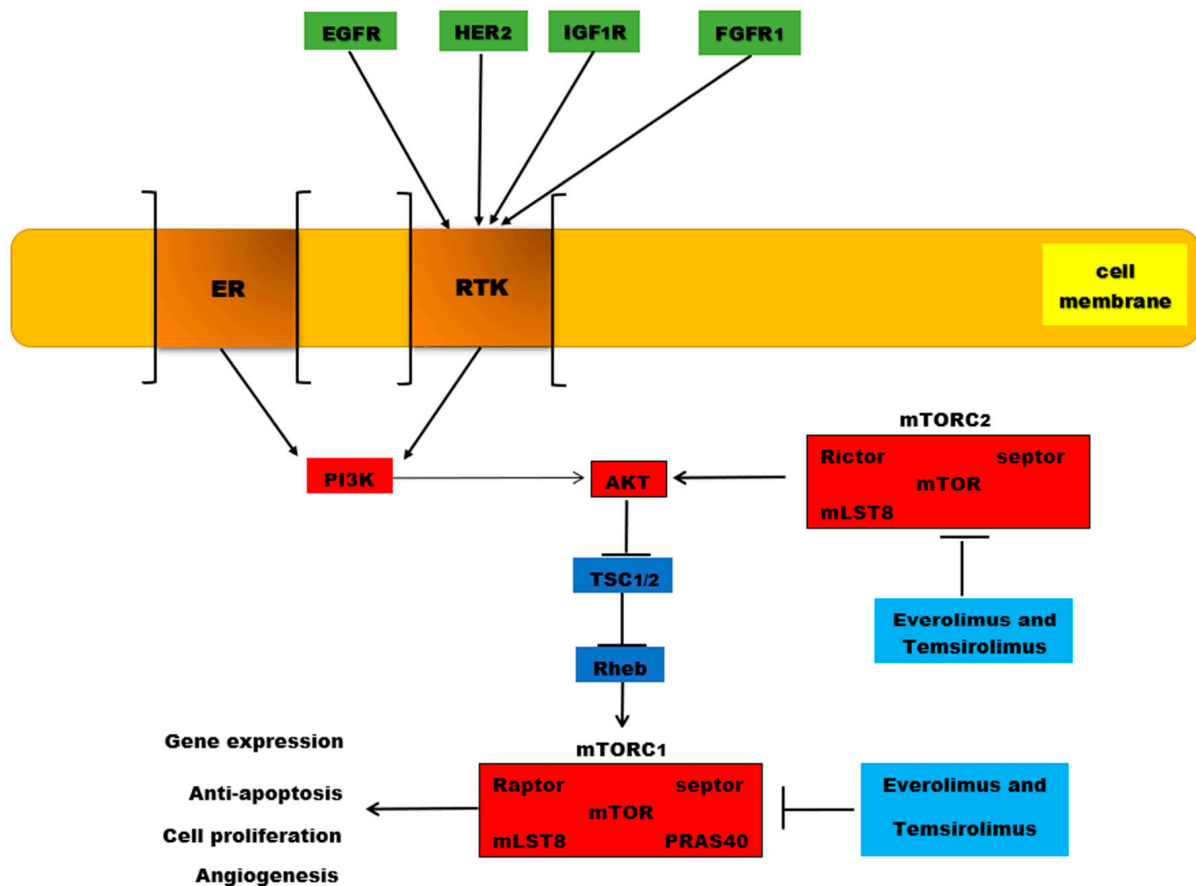 EGFR
HER2
IGF1R
FGFR1
ER
RTK
cell
membrane
mTORC2
Rictor septor
mTOR
mLST8
PI3K
AKT
TSC1/2
Everolimus and
Temsirolimus
Rheb
mTORC1
Gene expression
Anti-apoptosis
Cell proliferation
Angiogenesis
Raptor septor
mTOR
mLST8 PRAS40
Everolimus and
Temsirolimus